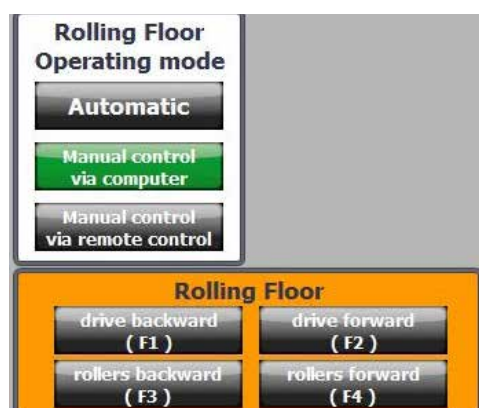 Rolling Floor
Operating mode
Automatic
Manual control
via computer
Manual control
via remote control
Rolling Floor
drive backward
( F1 )
drive forward
( F2 )
rollers backward
( F3 )
rollers forward
( F4 )